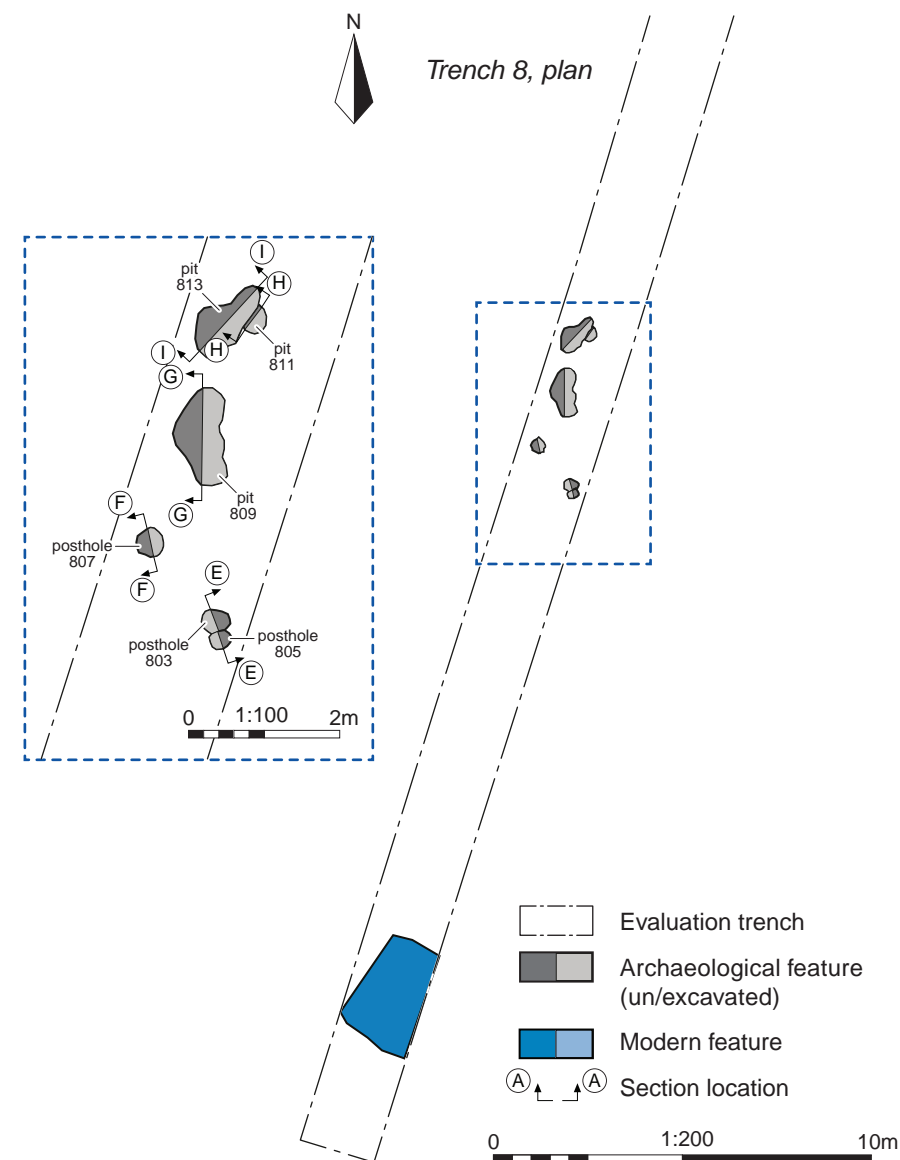 N
Trench 8, plan
I
pit
813
H
I
H
pit
811
G
G
pit
809
F
posthole
807
F
E
posthole
803
posthole
805
E
0 1:100 2m
Evaluation trench
Archaeological feature
(un/excavated)
Modern feature
A A Section location
0 1:200 10m